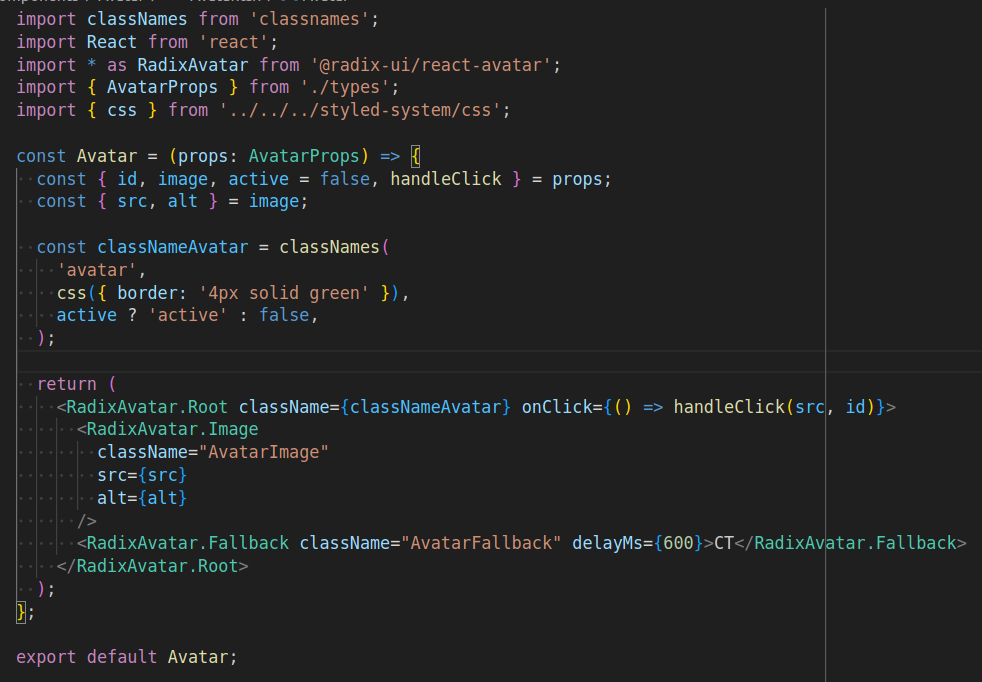 import classNames from 'classnames';
import React from 'react';
import * as RadixAvatar from '@radix-ui/react-avatar';
import { AvatarProps } from './types';
import { css } from '../../../styled-system/css';

const Avatar = (props: AvatarProps) => {
  const { id, image, active = false, handleClick } = props;
  const { src, alt } = image;

  const classNameAvatar = classNames(
    'avatar',
    css({ border: '4px solid green' }),
    active ? 'active' : false,
  );

  return (
    <RadixAvatar.Root className={classNameAvatar} onClick={() => handleClick(src, id)}>
      <RadixAvatar.Image
        className="AvatarImage"
        src={src}
        alt={alt}
      />
      <RadixAvatar.Fallback className="AvatarFallback" delayMs={600}>CT</RadixAvatar.Fallback>
    </RadixAvatar.Root>
  );
};

export default Avatar;